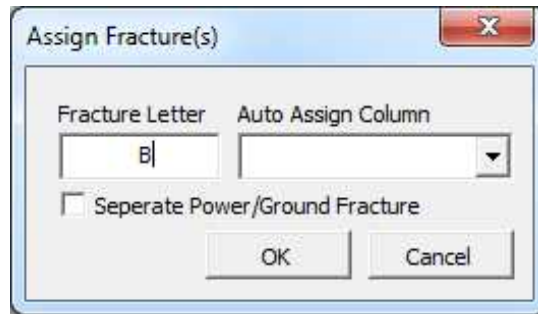 Assign Fracture(s)
Fracture Letter Auto Assign Column
B
Seperate Power/Ground Fracture
OK Cancel